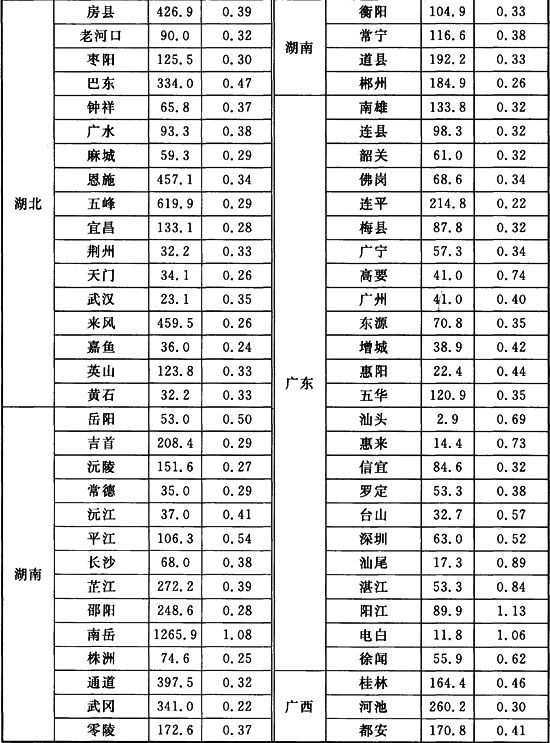 房县 426.9 0.39 衡阳 104.9 0.33
老河口 90.0 0.32 常宁 116.6 0.38
枣阳 125.5 0.30 湖南 道县 192.2 0.33
巴东 334.0 0.47 郴州 184.9 0.26
钟祥 65.8 0.37 南雄 133.8 0.32
广水 93.3 0.38 连县 98.3 0.32
麻城 59.3 0.29 韶关 61.0 0.32
恩施 457.1 0.34 佛岗 68.6 0.34
湖北 五峰 619.9 0.29 连平 214.8 0.22
宜昌 133.1 0.28 梅县 87.8 0.32
荆州 32.2 0.33 广宁 57.3 0.34
天门 34.1 0.26 高要 41.0 0.74
武汉 23.1 0.35 广州 41.0 0.40
来凤 459.5 0.26 东源 70.8 0.35
嘉鱼 36.0 0.24 增城 38.9 0.42
英山 123.8 0.33 广东 惠阳 22.4 0.44
黄石 32.2 0.33 五华 120.9 0.35
岳阳 53.0 0.50 汕头 2.9 0.69
吉首 208.4 0.29 惠来 14.4 0.73
沅陵 151.6 0.27 信宜 84.6 0.32
常德 35.0 0.29 罗定 53.3 0.38
沅江 37.0 0.41 台山 32.7 0.57
平江 106.3 0.54 深圳 63.0 0.52
长沙 68.0 0.38 汕尾 17.3 0.89
湖南 芷江 272.2 0.39 湛江 53.3 0.84
邵阳 248.6 0.28 阳江 89.9 1.13
南岳 1265.9 1.08 电白 11.8 1.06
株洲 74.6 0.25 徐闻 55.9 0.62
通道 397.5 0.32 桂林 164.4 0.46
武冈 341.0 0.22 广西 河池 260.2 0.30
零陵 172.6 0.37 都安 170.8 0.41